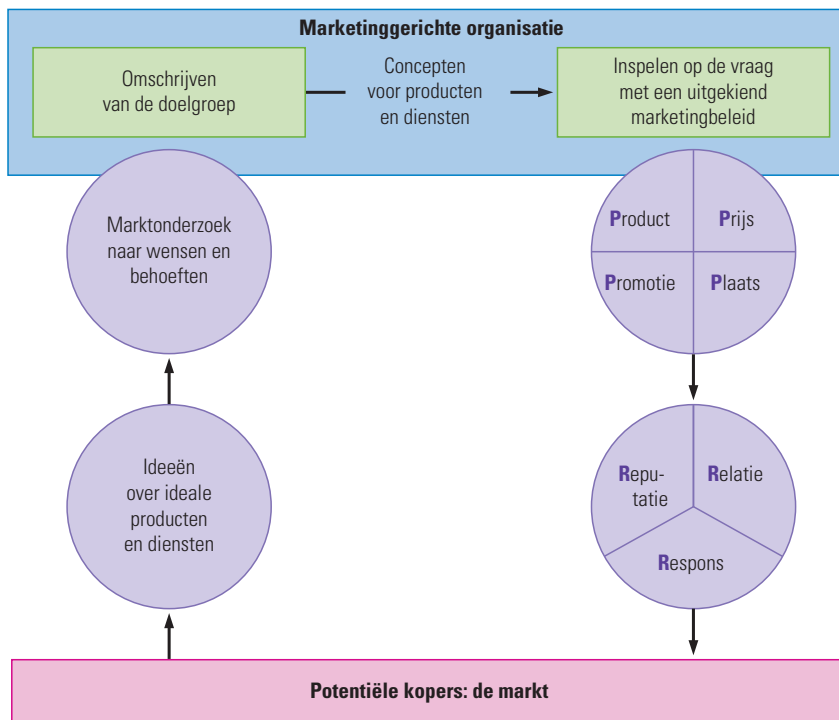 Marketinggerichte organisatie
Omschrijven
van de doelgroep
Concepten
voor producten
en diensten
Inspelen op de vraag
met een uitgekiend
marketingbeleid
Marktonderzoek
naar wensen en
behoeften
Product
Prijs
Promotie
Plaats
Ideeën
over ideale
producten
en diensten
Repu-
tatie
Relatie
Respons
Potentiële kopers: de markt